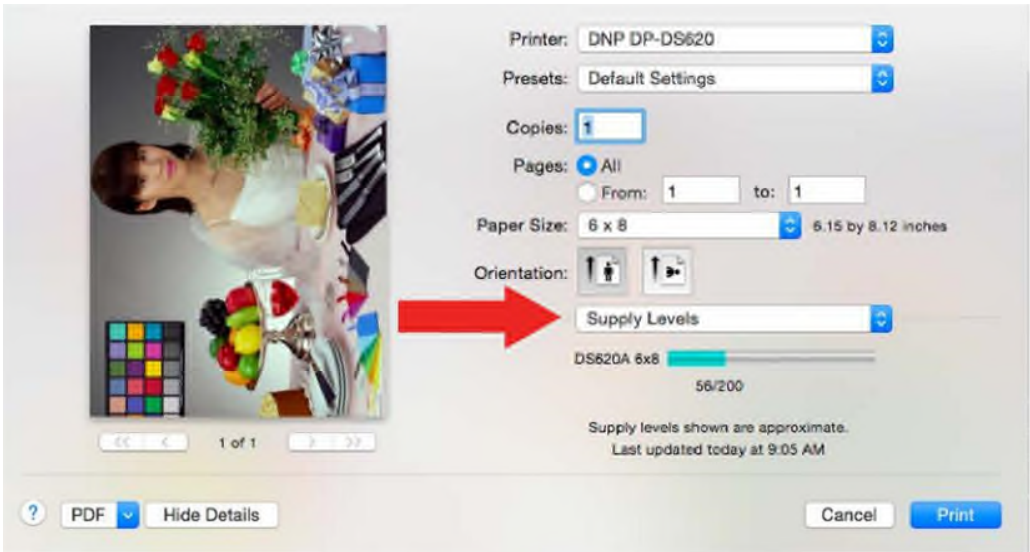 Printer: DNP DP-DS620
Presets: Default Settings
Copies: 1
Pages: All
From: 1 to: 1
Paper Size: 6 x 8 6.15 by 8.12 inches
Orientation:
Supply Levels
DS620A 6x8
56/200
Supply levels shown are approximate.
Last updated today at 9:05 AM
<< < 1 of 1 > >>
? PDF Hide Details Cancel Print